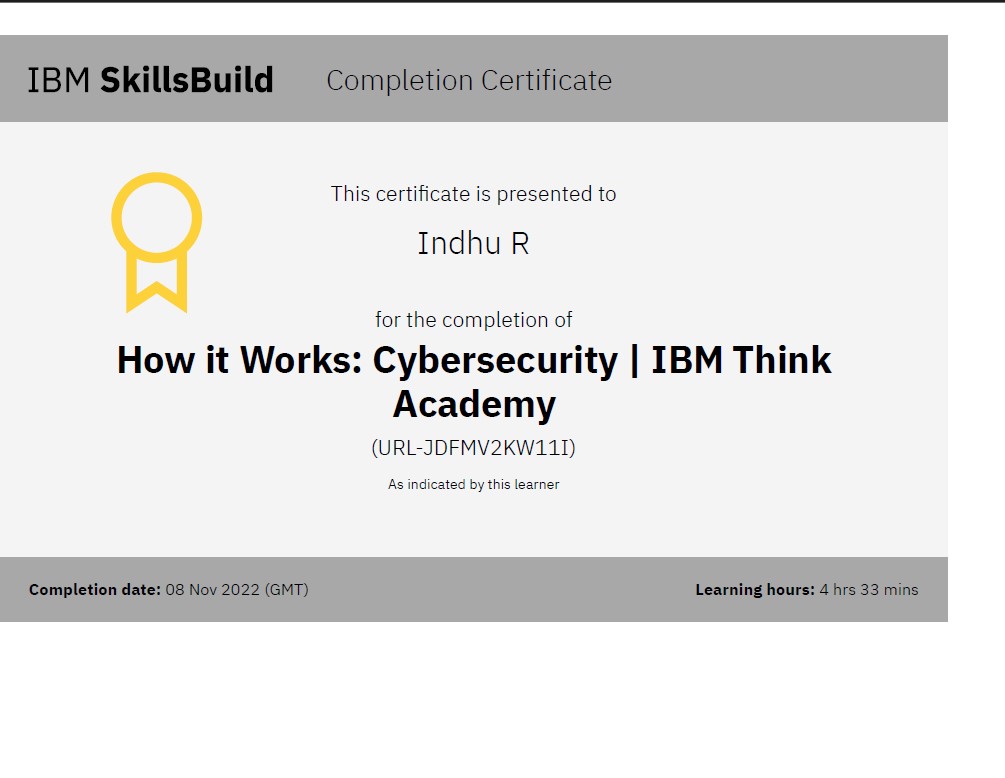 IBM SkillsBuild Completion Certificate
This certificate is presented to
Indhu R
for the completion of
How it Works: Cybersecurity | IBM Think
Academy
(URL-JDFMV2KW11I)
As indicated by this learner
Completion date: 08 Nov 2022 (GMT) Learning hours: 4 hrs 33 mins